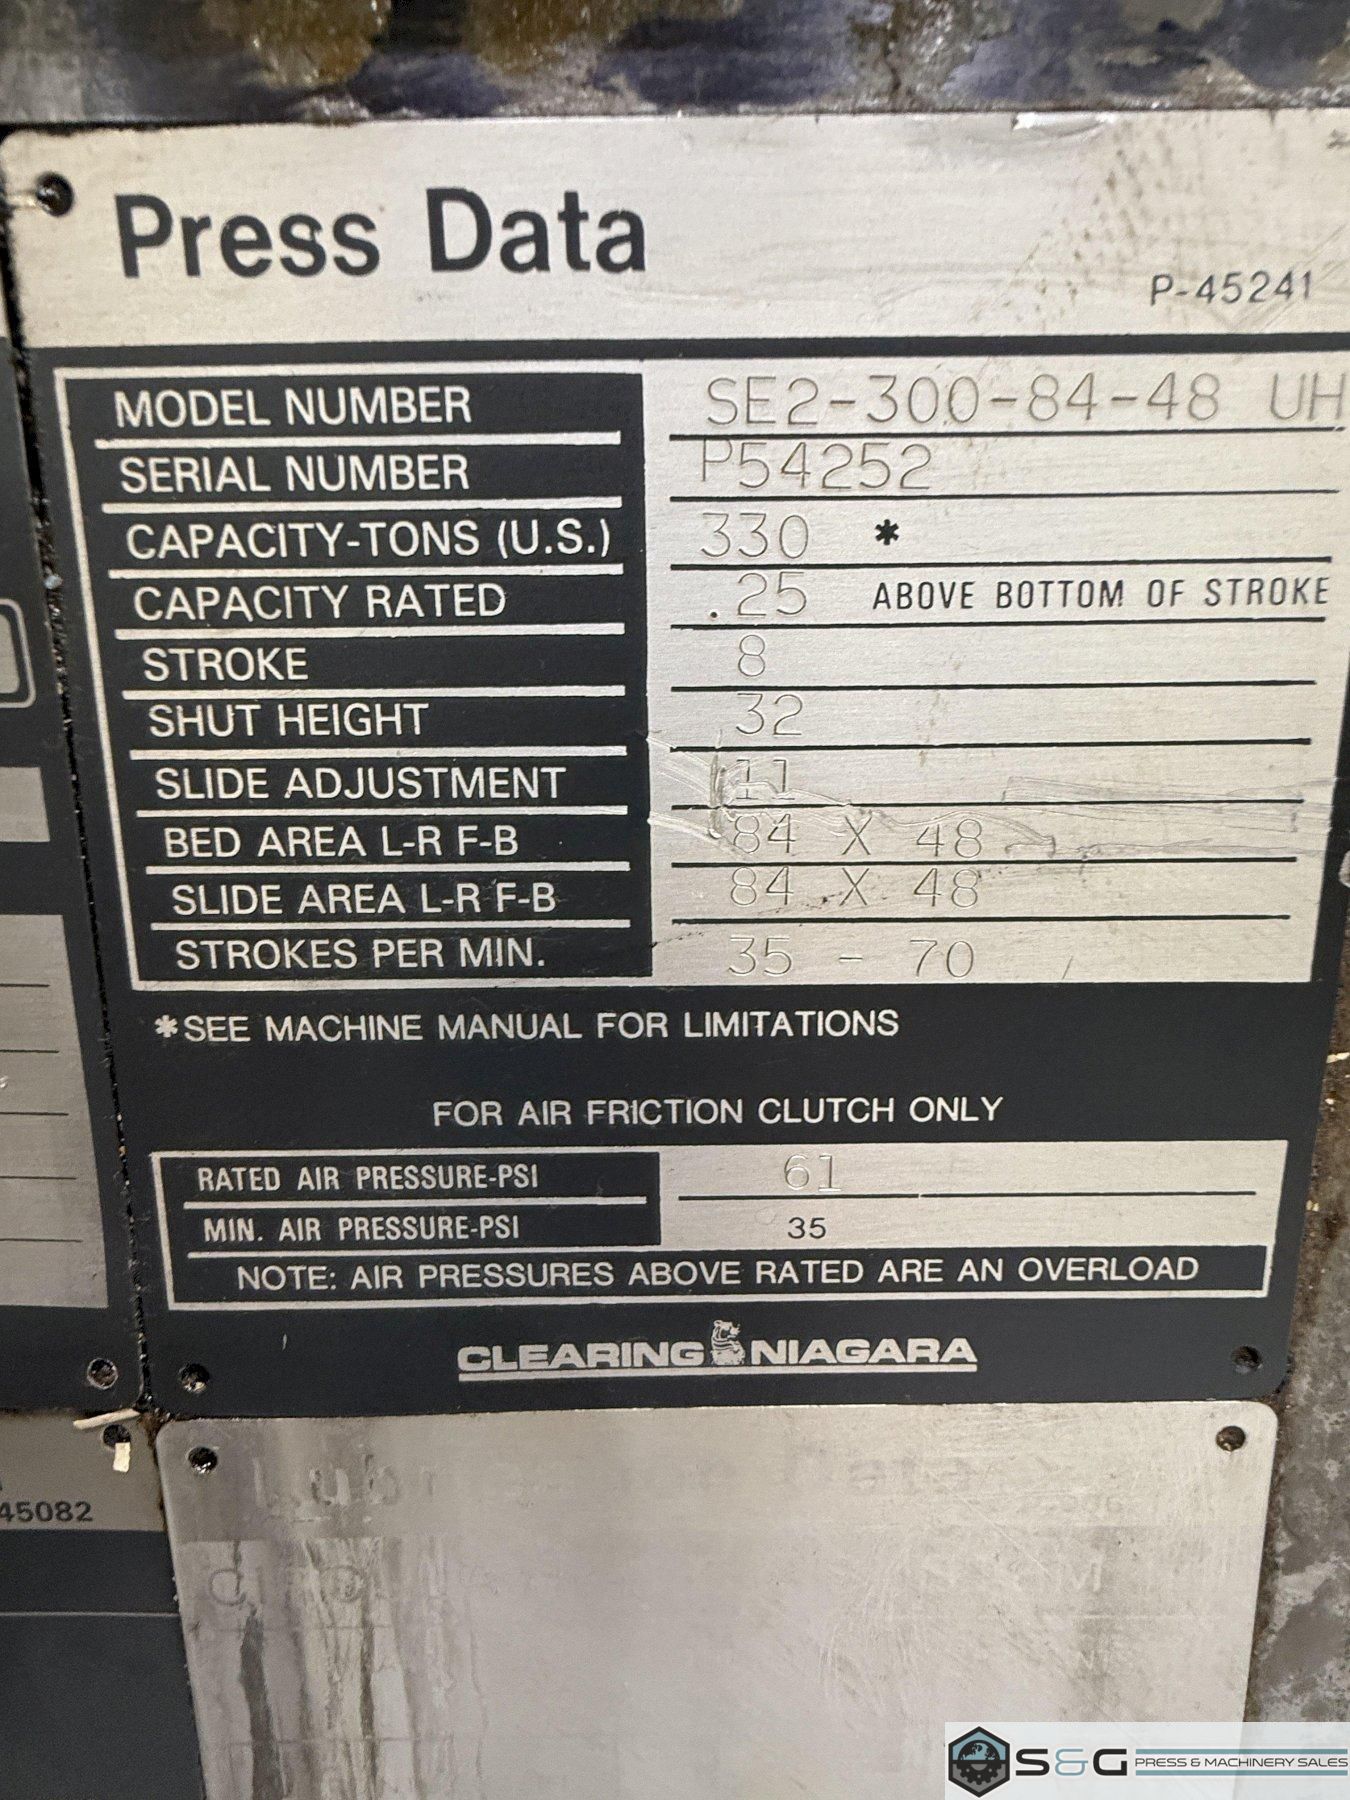 Press Data
P-45241
MODEL NUMBER SE2-300-84-48 UH
SERIAL NUMBER P54252
CAPACITY-TONS (U.S.) 330 *
CAPACITY RATED .25 ABOVE BOTTOM OF STROKE
STROKE 8
SHUT HEIGHT 32
SLIDE ADJUSTMENT 11
BED AREA L-R F-B 84 X 48
SLIDE AREA L-R F-B 84 X 48
STROKES PER MIN. 35 - 70
*SEE MACHINE MANUAL FOR LIMITATIONS
FOR AIR FRICTION CLUTCH ONLY
RATED AIR PRESSURE-PSI 61
MIN. AIR PRESSURE-PSI 35
NOTE: AIR PRESSURES ABOVE RATED ARE AN OVERLOAD
CLEARING NIAGARA
45082
S&G PRESS & MACHINERY SALES